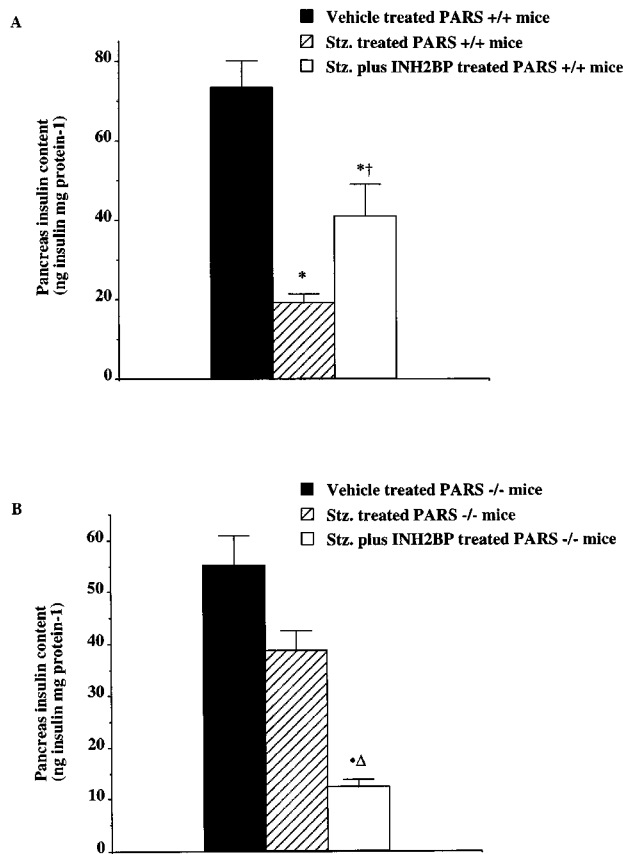 A
Vehicle treated PARS +/+ mice
Stz. treated PARS +/+ mice
Stz. plus INH2BP treated PARS +/+ mice
Pancreas insulin content
(ng insulin mg protein-1)
80
60
40
20
0
*
*†
B
Vehicle treated PARS -/- mice
Stz. treated PARS -/- mice
Stz. plus INH2BP treated PARS -/- mice
Pancreas insulin content
(ng insulin mg protein-1)
60
50
40
30
20
10
0
•Δ